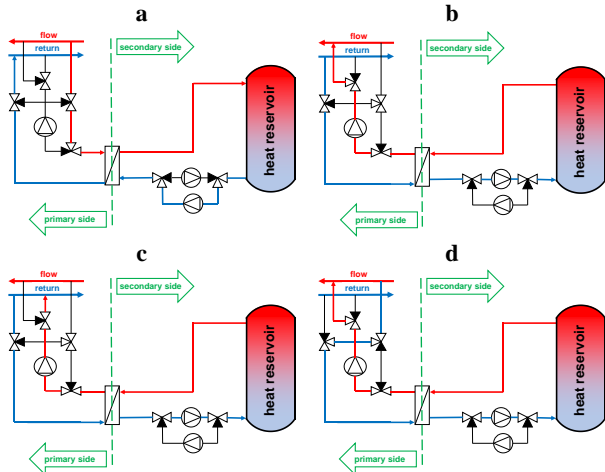 a
flow
return
secondary side
heat reservoir
primary side
b
flow
return
secondary side
heat reservoir
primary side
c
flow
return
secondary side
heat reservoir
primary side
d
flow
return
secondary side
heat reservoir
primary side